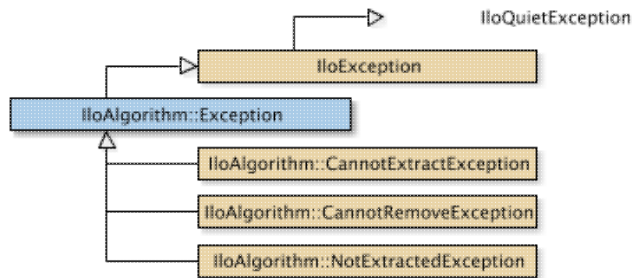 IloQuietException
IloException
IloAlgorithm::Exception
IloAlgorithm::CannotExtractException
IloAlgorithm::CannotRemoveException
IloAlgorithm::NotExtractedException